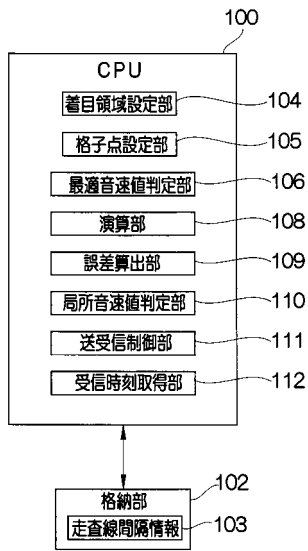 100
CPU
着目領域設定部 104
格子点設定部 105
最適音速値判定部 106
演算部 108
誤差算出部 109
局所音速値判定部 110
送受信制御部 111
受信時刻取得部 112
格納部 102
走査線間隔情報 103